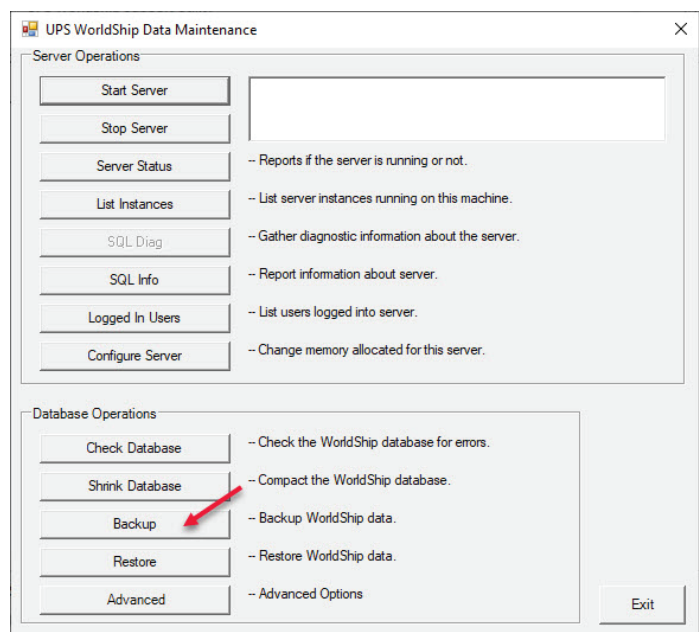 UPS WorldShip Data Maintenance
Server Operations
Start Server
Stop Server
Server Status -- Reports if the server is running or not.
List Instances -- List server instances running on this machine.
SQL Diag -- Gather diagnostic information about the server.
SQL Info -- Report information about server.
Logged In Users -- List users logged into server.
Configure Server -- Change memory allocated for this server.
Database Operations
Check Database -- Check the WorldShip database for errors.
Shrink Database -- Compact the WorldShip database.
Backup -- Backup WorldShip data.
Restore -- Restore WorldShip data.
Advanced -- Advanced Options
Exit